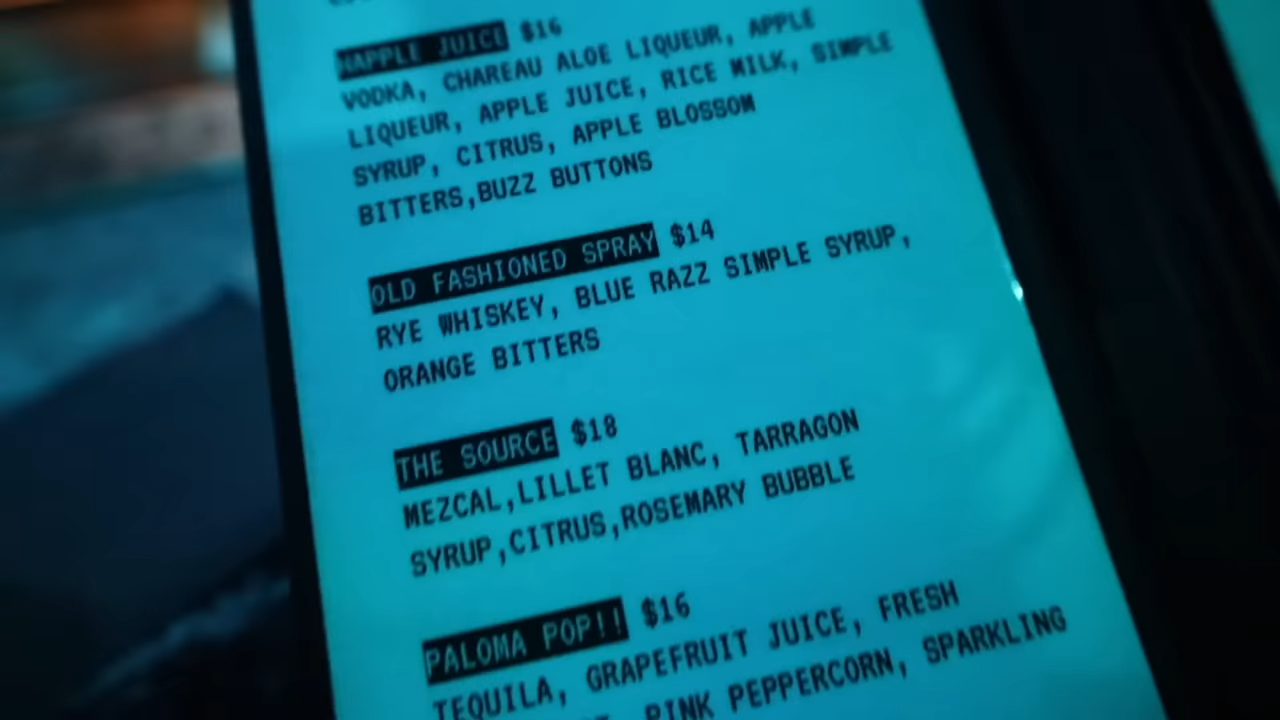 NAPPLE JUICE $16
VODKA, CHAREAU ALOE LIQUEUR, APPLE
LIQUEUR, APPLE JUICE, RICE MILK, SIMPLE
SYRUP, CITRUS, APPLE BLOSSOM
BITTERS,BUZZ BUTTONS
OLD FASHIONED SPRAY $14
RYE WHISKEY, BLUE RAZZ SIMPLE SYRUP,
ORANGE BITTERS
THE SOURCE $18
MEZCAL,LILLET BLANC, TARRAGON
SYRUP,CITRUS,ROSEMARY BUBBLE
PALOMA POP!! $16
TEQUILA, GRAPEFRUIT JUICE, FRESH
PINK PEPPERCORN, SPARKLING